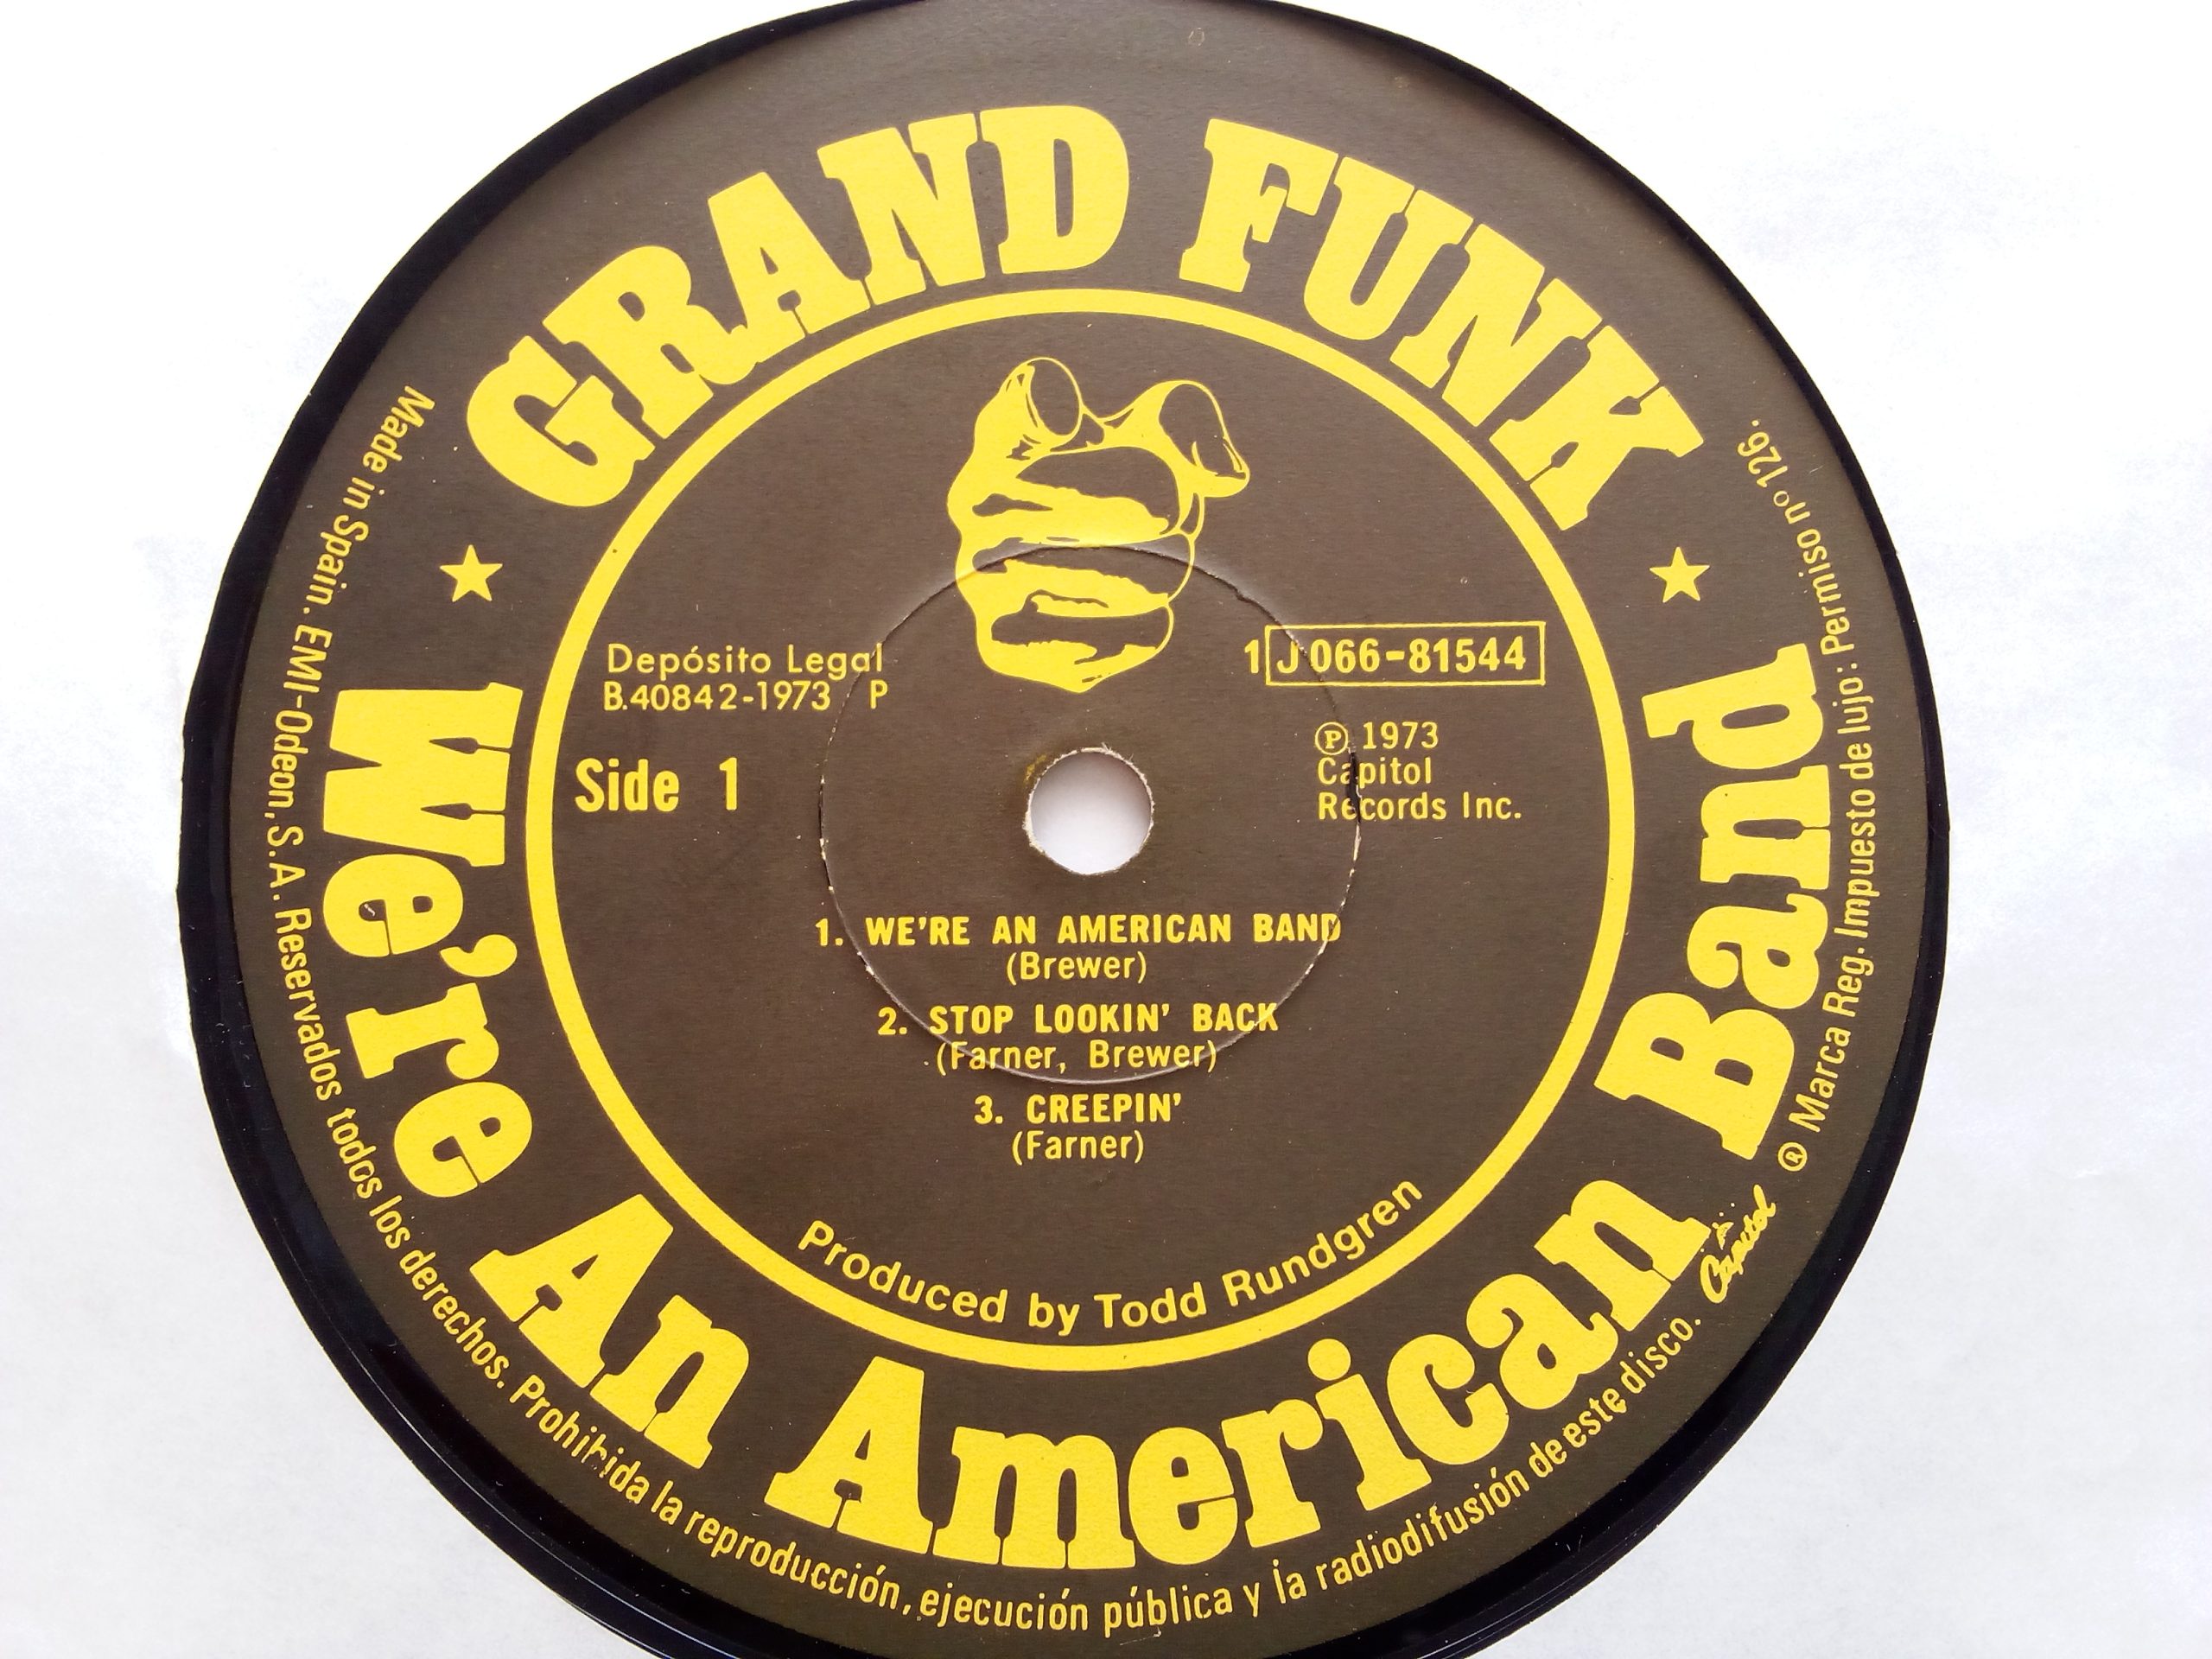 GRAND FUNK
We're An American Band
Depósito Legal
B.40842-1973 P
Side 1
1 J 066-81544
℗ 1973
Capitol
Records Inc.
1. WE'RE AN AMERICAN BAND
(Brewer)
2. STOP LOOKIN' BACK
(Farner, Brewer)
3. CREEPIN'
(Farner)
Produced by Todd Rundgren
Made in Spain. EMI-Odeon, S.A. Reservados todos los derechos. Prohibida la reproducción, ejecución pública y la radiodifusión de este disco. Capitol ® Marca Reg. Impuesto de lujo: Permiso nº 126.